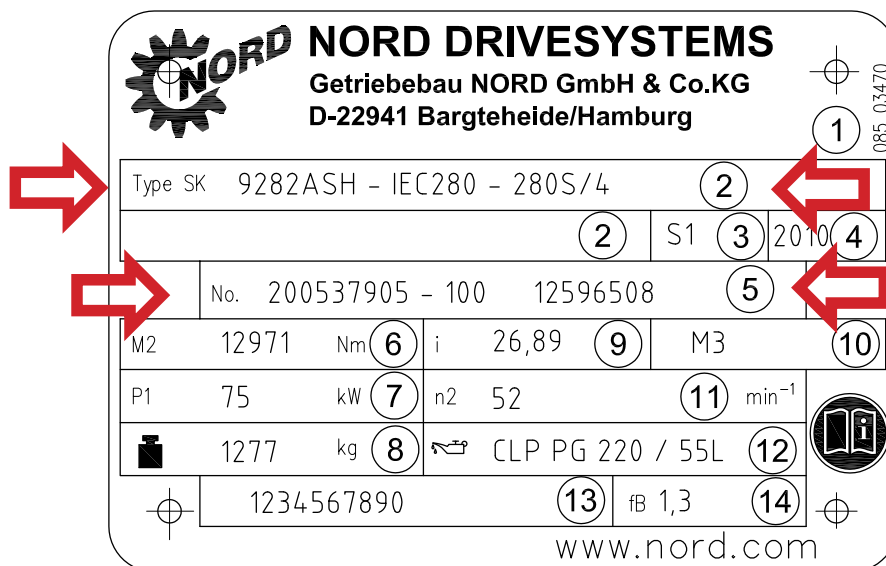 NORD
NORD DRIVESYSTEMS
Getriebebau NORD GmbH & Co.KG
D-22941 Bargteheide/Hamburg
085 03470
1
Type SK 9282ASH - IEC280 - 280S/4 2
2 S1 3 2010 4
No. 200537905 - 100 12596508 5
M2 12971 Nm 6 i 26,89 9 M3 10
P1 75 kW 7 n2 52 11 min⁻¹
1277 kg 8 CLP PG 220 / 55L 12
i
1234567890 13 fB 1,3 14
www.nord.com